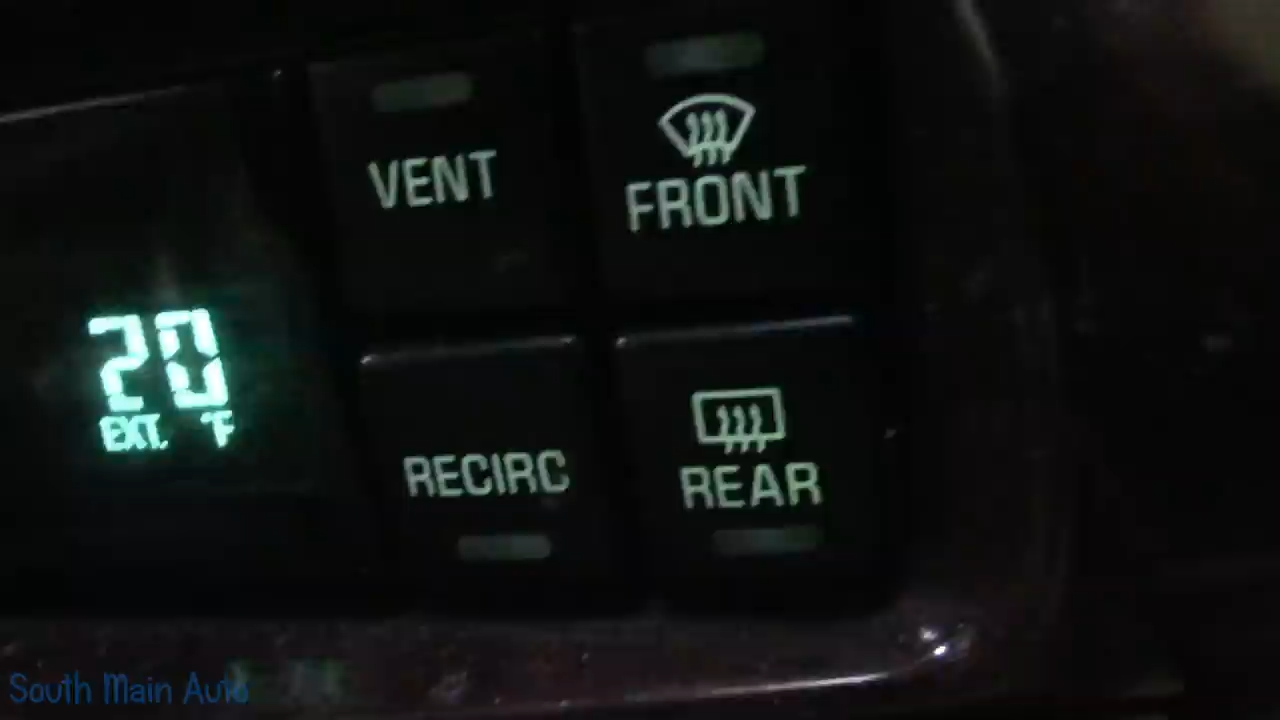 VENT
FRONT
20
EXT. °F
RECIRC
REAR
South Main Auto